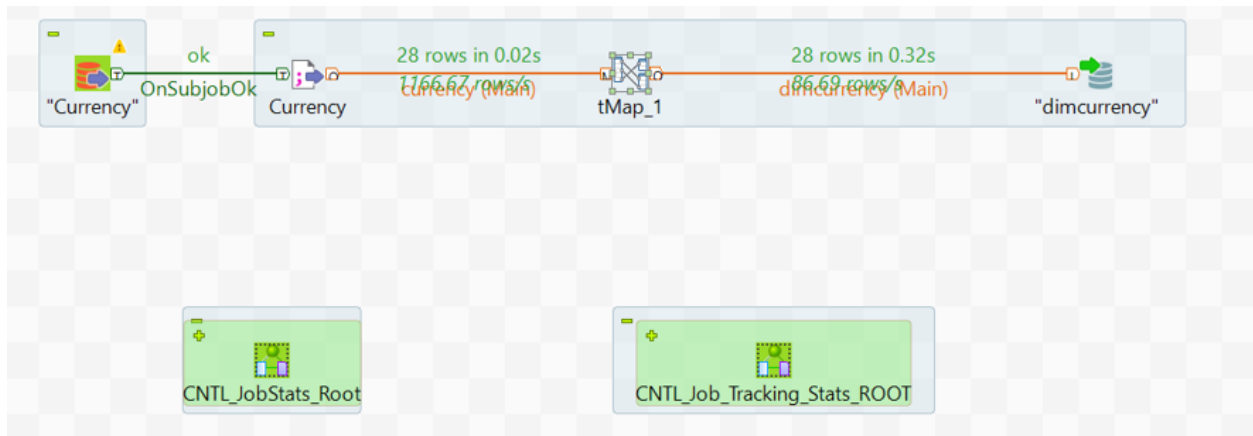 ok
28 rows in 0.02s
28 rows in 0.32s
OnSubjobOk
1166.67 rows/s
currency (Main)
86.69 rows/s
dimcurrency (Main)
"Currency"
Currency
tMap_1
"dimcurrency"
CNTL_JobStats_Root
CNTL_Job_Tracking_Stats_ROOT